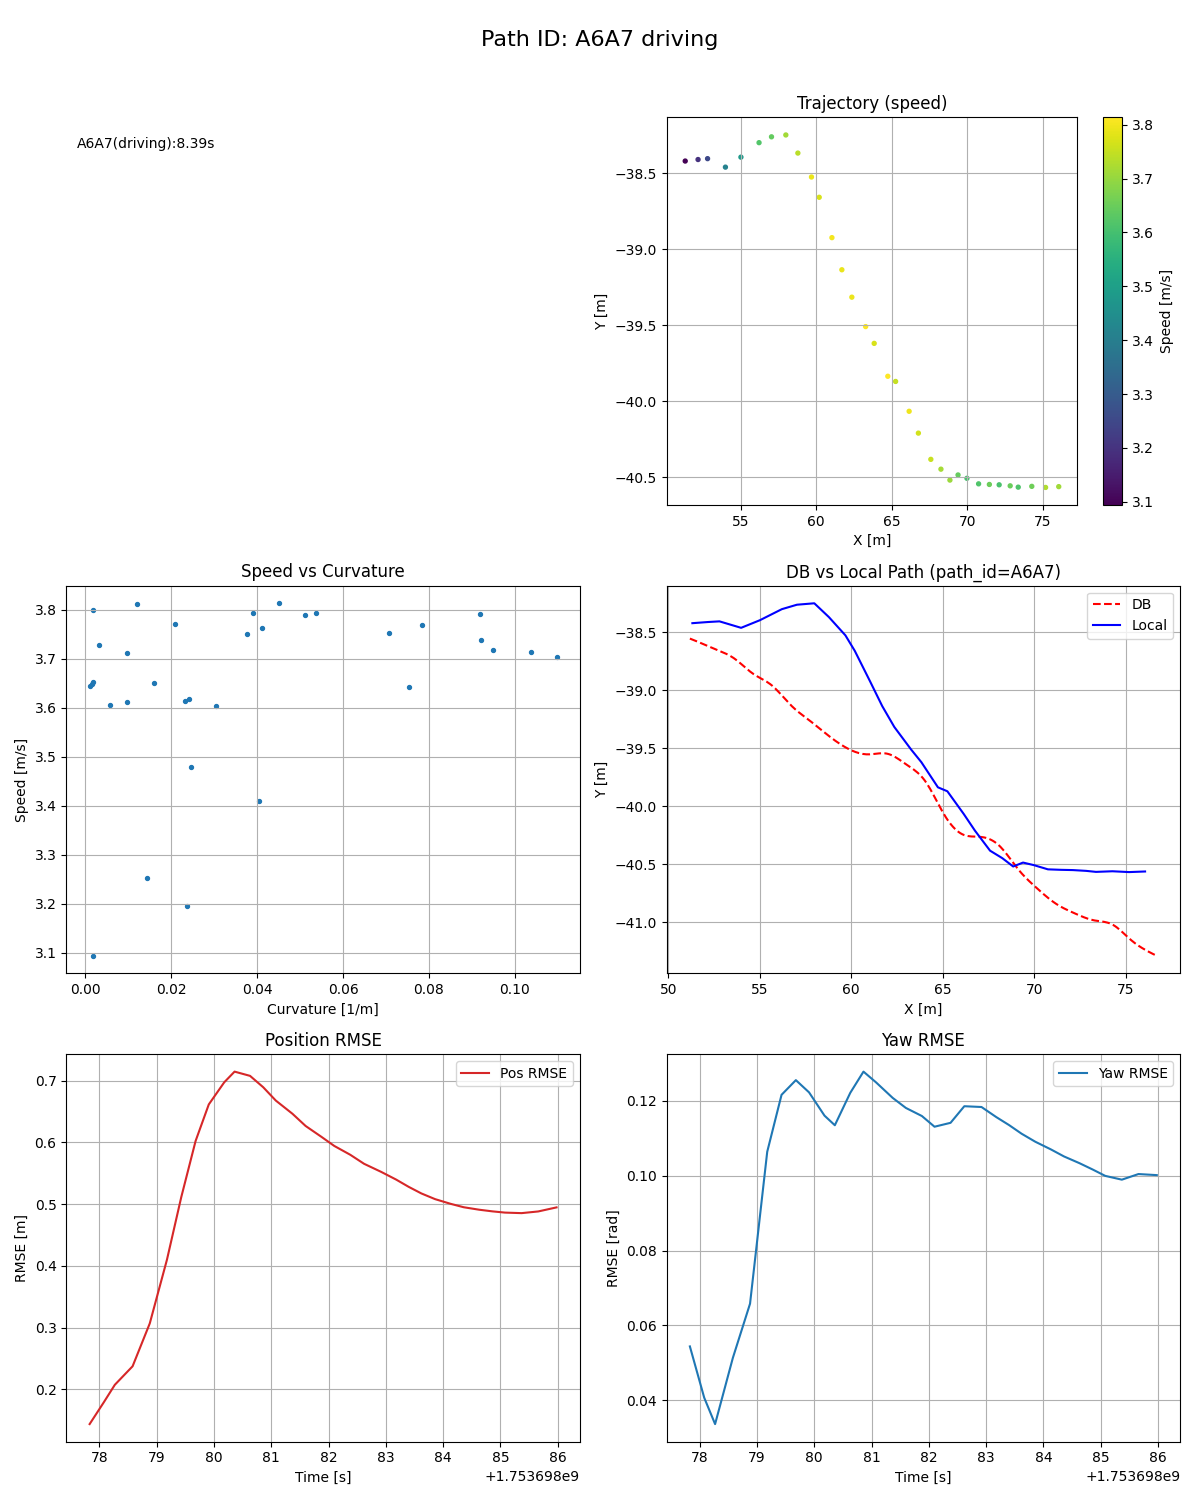 Path ID: A6A7 driving
A6A7(driving):8.39s
Trajectory (speed)
−38.5
−39.0
−39.5
−40.0
−40.5
Y [m]
55 60 65 70 75
X [m]
3.8
3.7
3.6
3.5
3.4
3.3
3.2
3.1
Speed [m/s]
Speed vs Curvature
3.8
3.7
3.6
3.5
3.4
3.3
3.2
3.1
Speed [m/s]
0.00 0.02 0.04 0.06 0.08 0.10
Curvature [1/m]
DB vs Local Path (path_id=A6A7)
DB
Local
−38.5
−39.0
−39.5
−40.0
−40.5
−41.0
Y [m]
50 55 60 65 70 75
X [m]
Position RMSE
Pos RMSE
0.7
0.6
0.5
0.4
0.3
0.2
RMSE [m]
78 79 80 81 82 83 84 85 86
Time [s]
+1.753698e9
Yaw RMSE
Yaw RMSE
0.12
0.10
0.08
0.06
0.04
RMSE [rad]
78 79 80 81 82 83 84 85 86
Time [s]
+1.753698e9